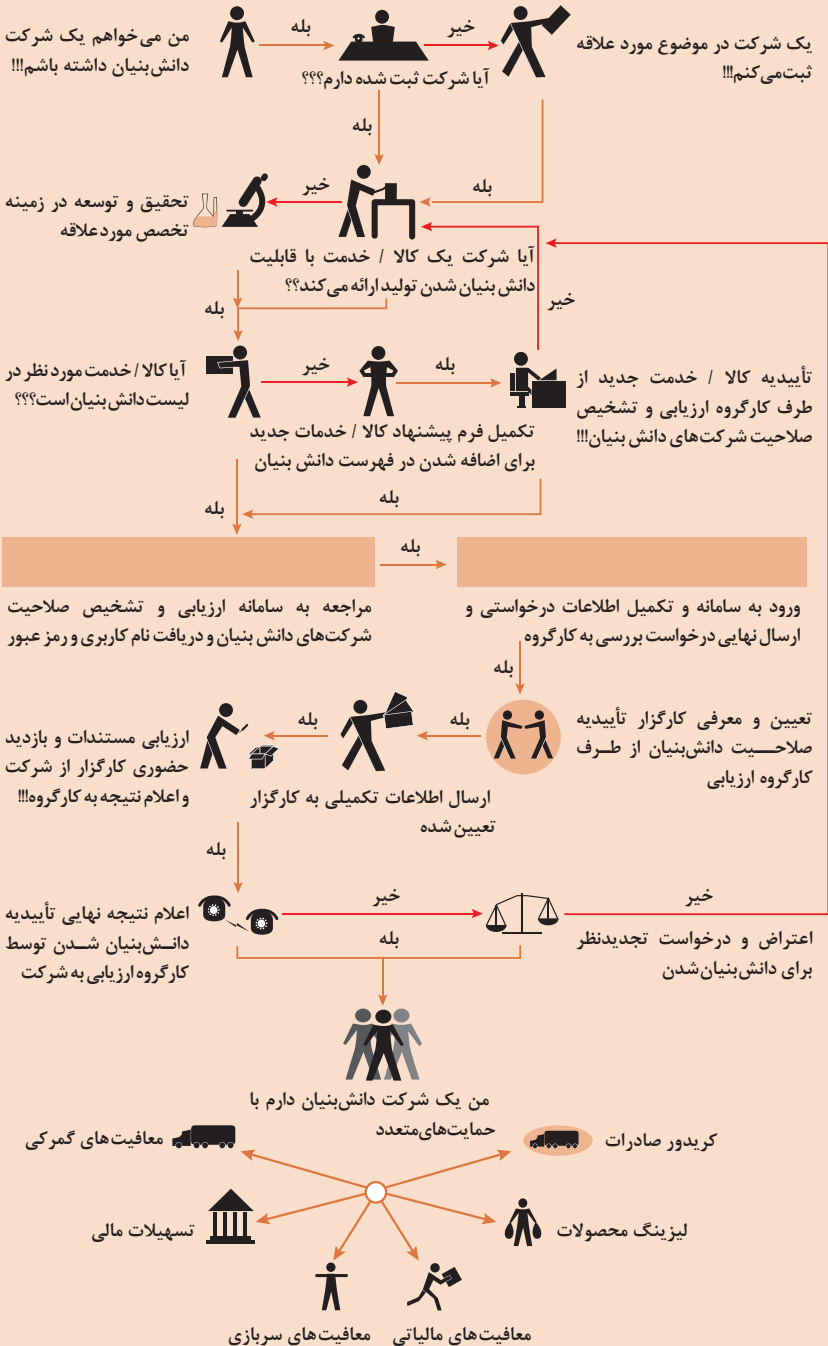 من می‌خواهم یک شرکت
دانش‌بنیان داشته باشم!!!
بله
آیا شرکت ثبت شده دارم؟؟؟
خیر
یک شرکت در موضوع مورد علاقه
ثبت‌می‌کنم!!!
بله
بله
خیر
تحقیق و توسعه در زمینه
تخصص مورد علاقه
آیا شرکت یک کالا / خدمت با قابلیت
دانش‌بنیان شدن تولید ارائه می‌کند؟؟
خیر
بله
آیا کالا / خدمت مورد نظر در
لیست دانش‌بنیان است؟؟؟
خیر
تکمیل فرم پیشنهاد کالا / خدمات جدید
برای اضافه شدن در فهرست دانش بنیان
بله
تأییدیه کالا / خدمت جدید از
طرف کارگروه ارزیابی و تشخیص
صلاحیت شرکت‌های دانش بنیان!!!
بله
بله
بله
مراجعه به سامانه ارزیابی و تشخیص صلاحیت
شرکت‌های دانش بنیان و دریافت نام کاربری و رمز عبور
ورود به سامانه و تکمیل اطلاعات درخواستی و
ارسال نهایی درخواست بررسی به کارگروه
بله
تعیین و معرفی کارگزار تأییدیه
صلاحـــیت دانش‌بنیان از طــرف
کارگروه ارزیابی
بله
ارسال اطلاعات تکمیلی به کارگزار
تعیین شده
بله
ارزیابی مستندات و بازدید
حضوری کارگزار از شرکت
و اعلام نتیجه به کارگروه!!!
بله
اعلام نتیجه نهایی تأییدیه
دانــش‌بنیان شــدن توسط
کارگروه ارزیابی به شرکت
خیر
بله
خیر
اعتراض و درخواست تجدیدنظر
برای دانش‌بنیان‌شدن
من یک شرکت دانش‌بنیان دارم با
حمایت‌های‌متعدد
کریدور صادرات
معافیت‌های گمرکی
لیزینگ محصولات
تسهیلات مالی
معافیت‌های مالیاتی
معافیت‌های سربازی